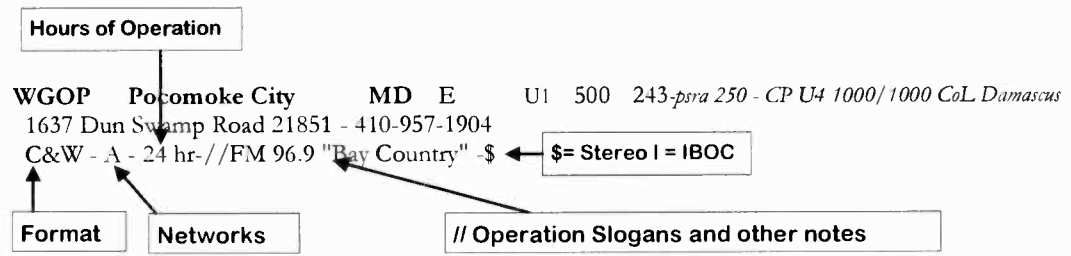 Hours of Operation
WGOP Pocomoke City MD E U1 500 243-psra 250 - CP U4 1000/1000 CoL Damascus
1637 Dun Swamp Road 21851 - 410-957-1904
C&W - A - 24 hr-//FM 96.9 "Bay Country" -$ $= Stereo I = IBOC
Format Networks // Operation Slogans and other notes